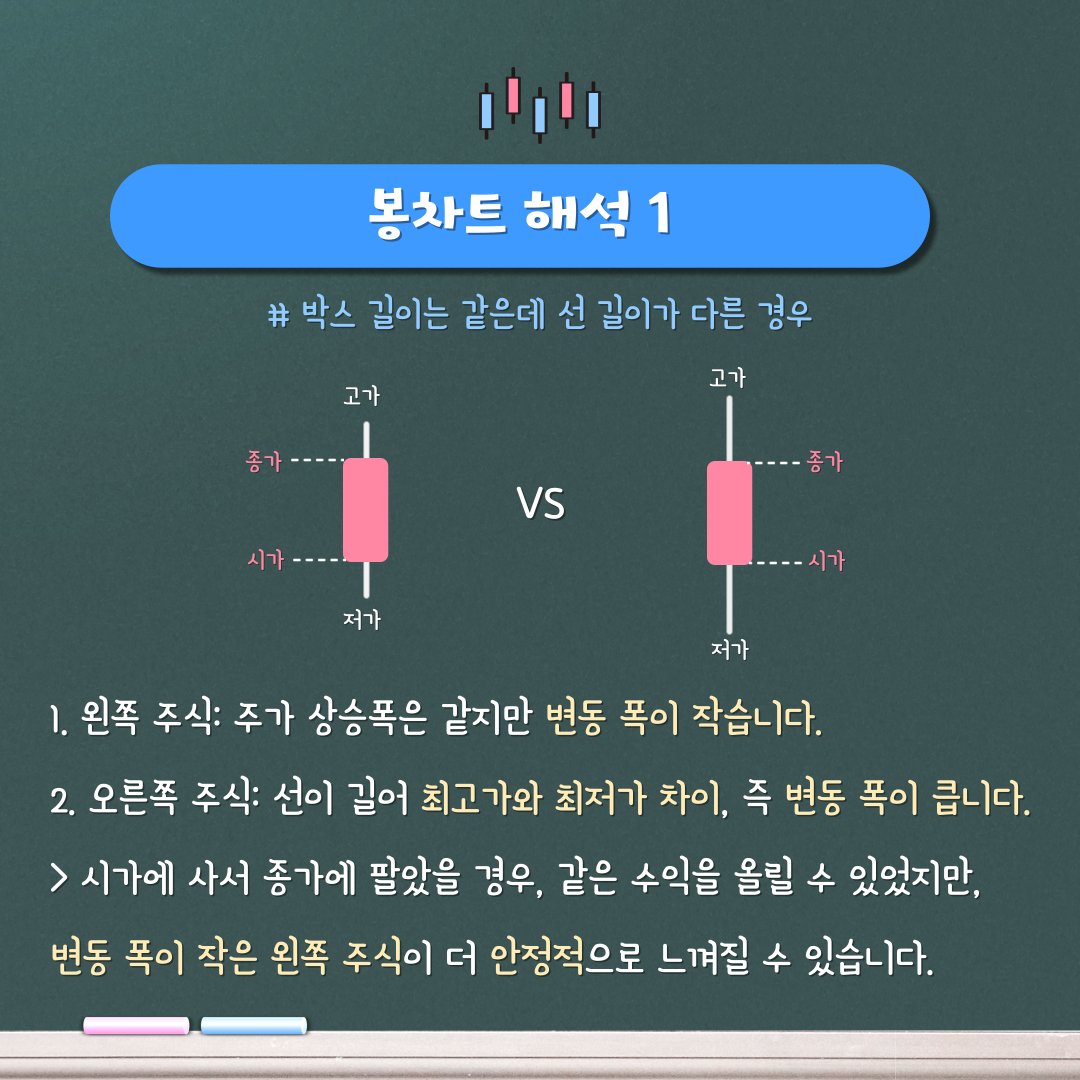 봉차트 해석 1
# 박스 길이는 같은데 선 길이가 다른 경우
고가
종가
시가
저가
VS
고가
종가
시가
저가
1. 왼쪽 주식: 주가 상승폭은 같지만 변동 폭이 작습니다.
2. 오른쪽 주식: 선이 길어 최고가와 최저가 차이, 즉 변동 폭이 큽니다.
> 시가에 사서 종가에 팔았을 경우, 같은 수익을 올릴 수 있었지만,
변동 폭이 작은 왼쪽 주식이 더 안정적으로 느껴질 수 있습니다.